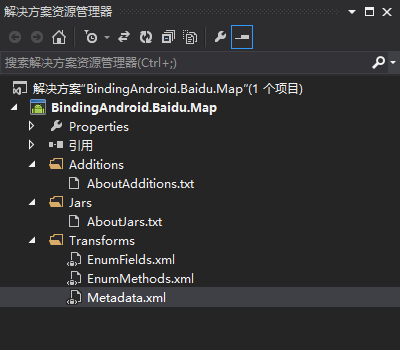 解决方案资源管理器
搜索解决方案资源管理器(Ctrl+;)
解决方案"BindingAndroid.Baidu.Map"(1 个项目)
BindingAndroid.Baidu.Map
Properties
引用
Additions
AboutAdditions.txt
Jars
AboutJars.txt
Transforms
EnumFields.xml
EnumMethods.xml
Metadata.xml